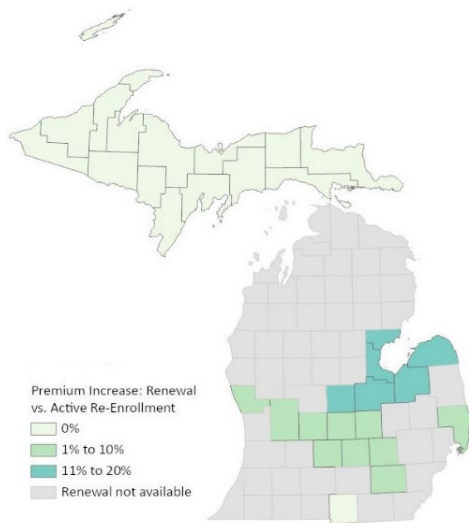 Premium Increase: Renewal
vs. Active Re-Enrollment
0%
1% to 10%
11% to 20%
Renewal not available